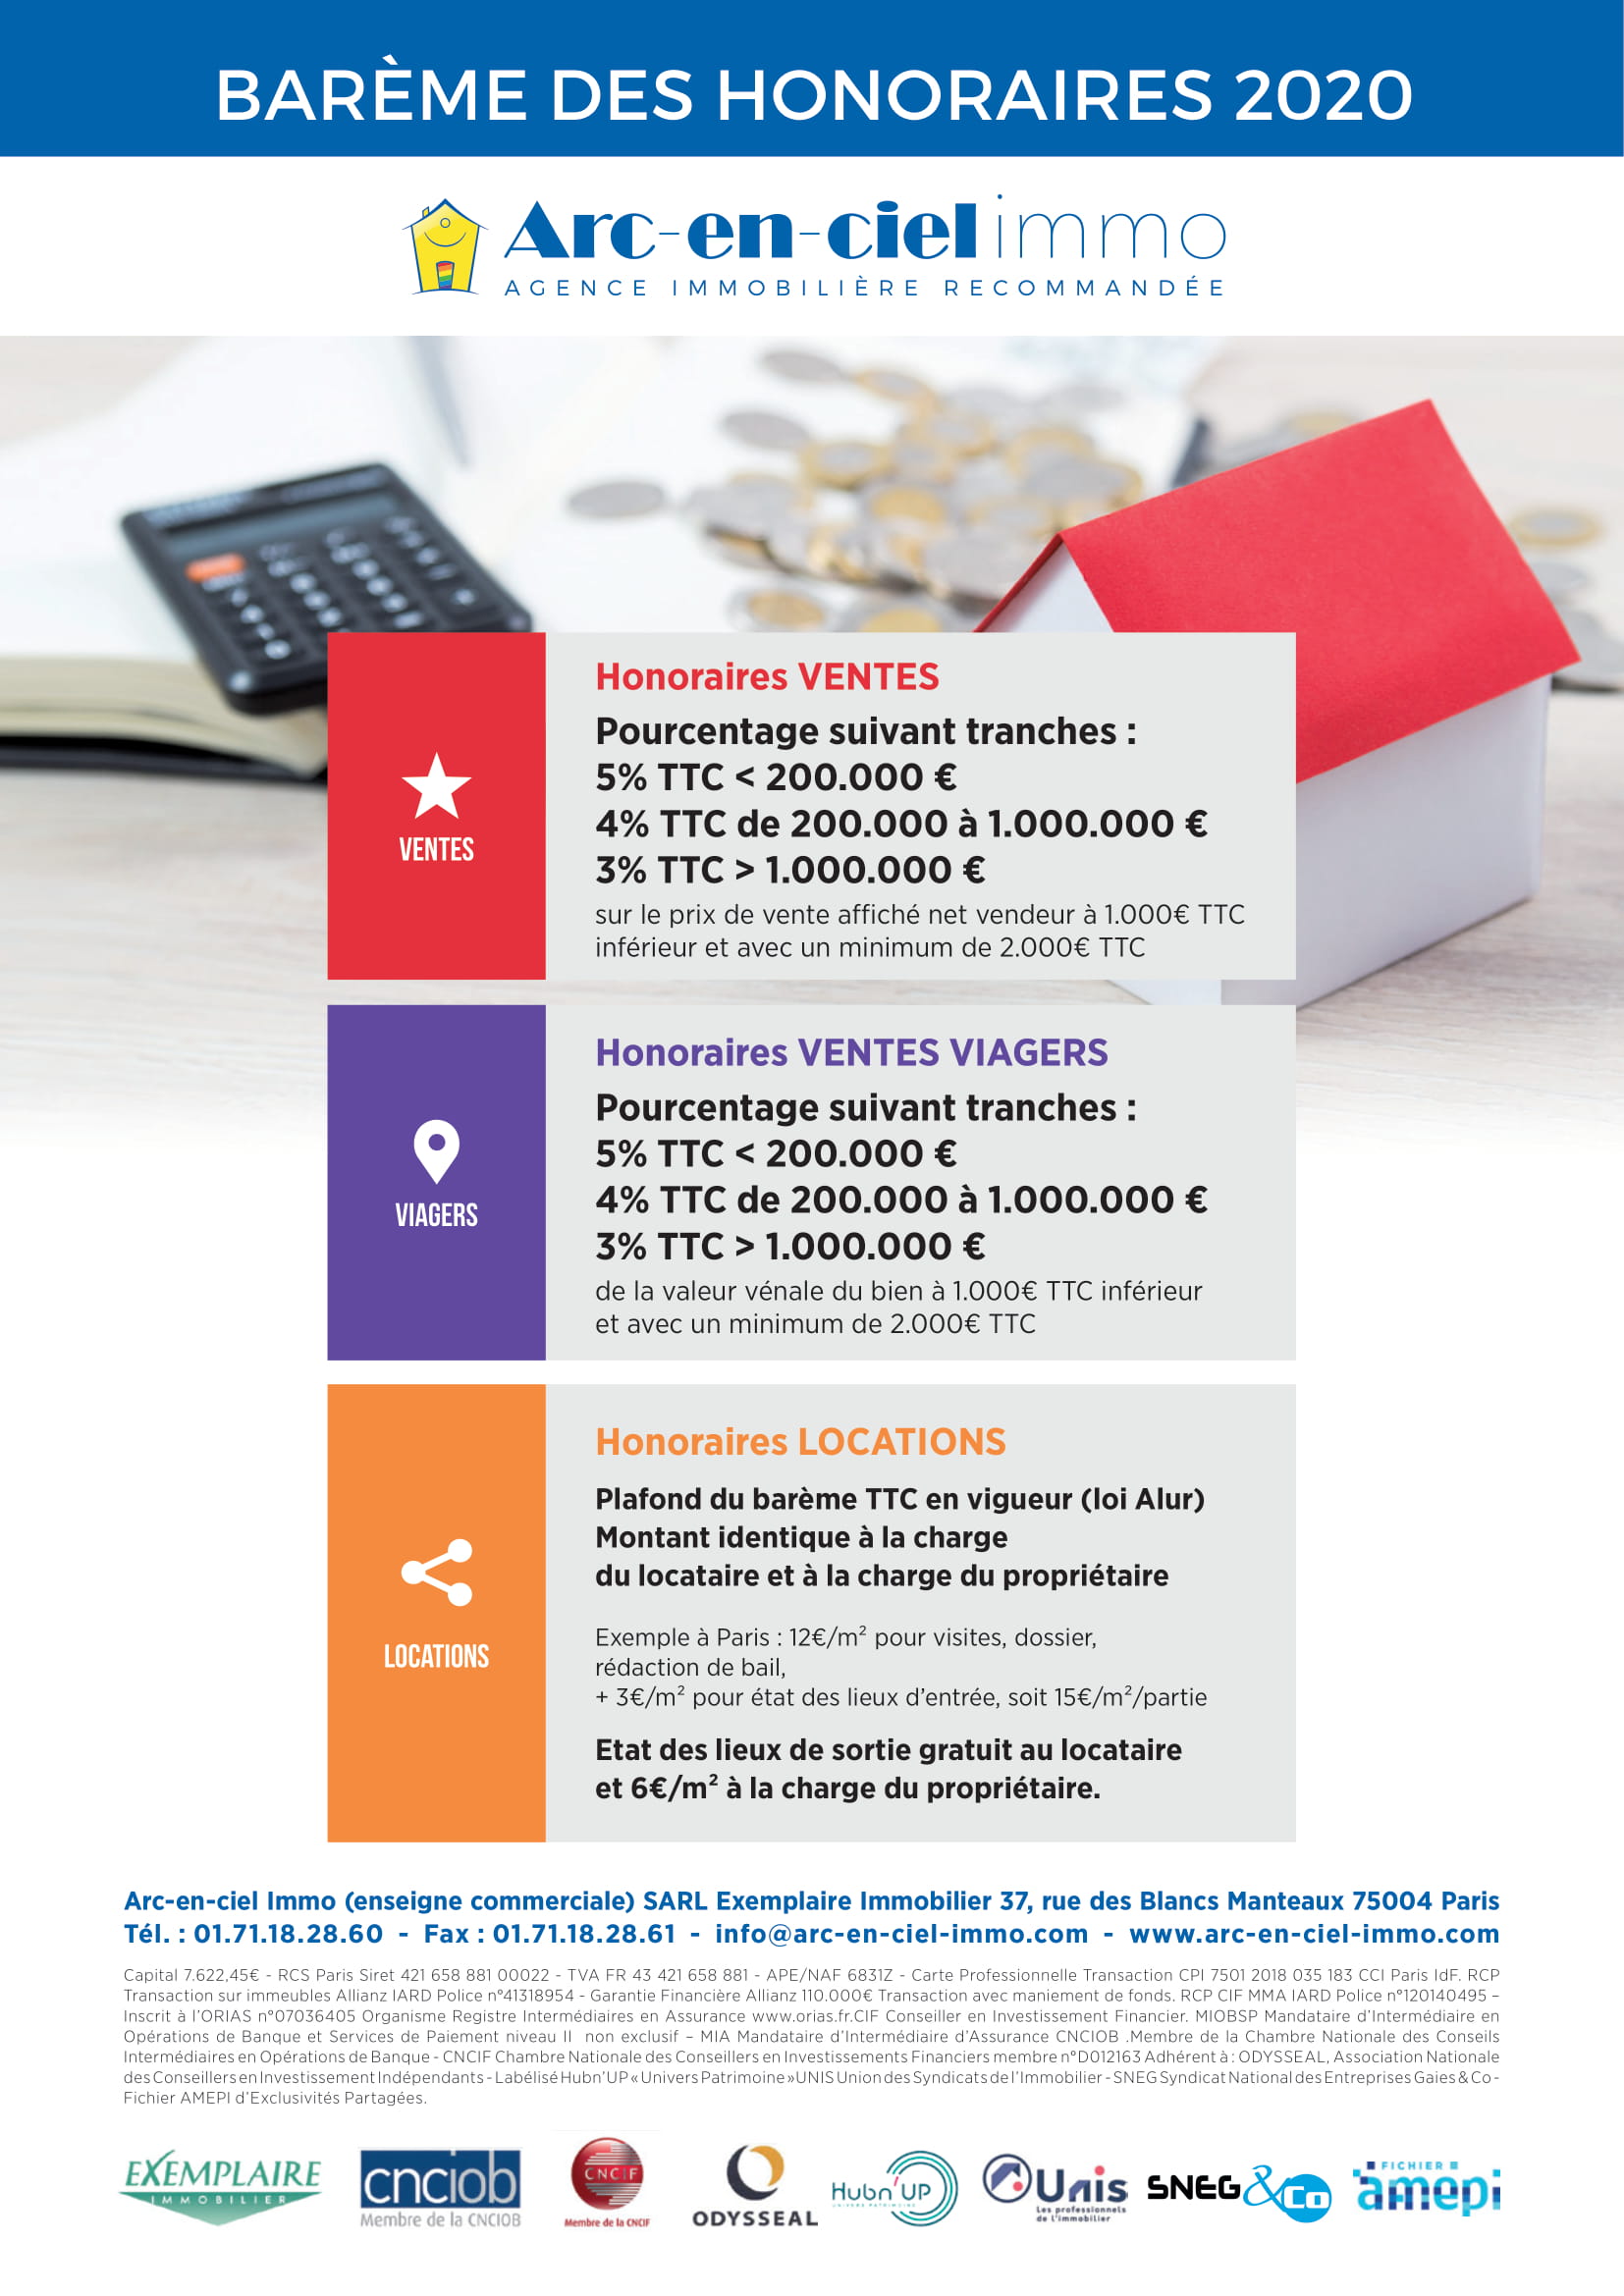 BARÈME DES HONORAIRES 2020
Arc-en-ciel immo
AGENCE IMMOBILIÈRE RECOMMANDÉE
VENTES
Honoraires VENTES
Pourcentage suivant tranches :
5% TTC < 200.000 €
4% TTC de 200.000 à 1.000.000 €
3% TTC > 1.000.000 €
sur le prix de vente affiché net vendeur à 1.000€ TTC
inférieur et avec un minimum de 2.000€ TTC
VIAGERS
Honoraires VENTES VIAGERS
Pourcentage suivant tranches :
5% TTC < 200.000 €
4% TTC de 200.000 à 1.000.000 €
3% TTC > 1.000.000 €
de la valeur vénale du bien à 1.000€ TTC inférieur
et avec un minimum de 2.000€ TTC
LOCATIONS
Honoraires LOCATIONS
Plafond du barème TTC en vigueur (loi Alur)
Montant identique à la charge
du locataire et à la charge du propriétaire
Exemple à Paris : 12€/m² pour visites, dossier,
rédaction de bail,
+ 3€/m² pour état des lieux d'entrée, soit 15€/m²/partie
Etat des lieux de sortie gratuit au locataire
et 6€/m² à la charge du propriétaire.
Arc-en-ciel Immo (enseigne commerciale) SARL Exemplaire Immobilier 37, rue des Blancs Manteaux 75004 Paris
Tél. : 01.71.18.28.60 - Fax : 01.71.18.28.61 - info@arc-en-ciel-immo.com - www.arc-en-ciel-immo.com
Capital 7.622,45€ - RCS Paris Siret 421 658 881 00022 - TVA FR 43 421 658 881 - APE/NAF 6831Z - Carte Professionnelle Transaction CPI 7501 2018 035 183 CCI Paris IdF. RCP
Transaction sur immeubles Allianz IARD Police n°41318954 - Garantie Financière Allianz 110.000€ Transaction avec maniement de fonds. RCP CIF MMA IARD Police n°120140495 –
Inscrit à l'ORIAS n°07036405 Organisme Registre Intermédiaires en Assurance www.orias.fr.CIF Conseiller en Investissement Financier. MIOBSP Mandataire d'Intermédiaire en
Opérations de Banque et Services de Paiement niveau II non exclusif – MIA Mandataire d'Intermédiaire d'Assurance CNCIOB .Membre de la Chambre Nationale des Conseils
Intermédiaires en Opérations de Banque - CNCIF Chambre Nationale des Conseillers en Investissements Financiers membre n°D012163 Adhérent à : ODYSSEAL, Association Nationale
des Conseillers en Investissement Indépendants - Labélisé Hubn'UP « Univers Patrimoine »UNIS Union des Syndicats de l'Immobilier - SNEG Syndicat National des Entreprises Gaies & Co -
Fichier AMEPI d'Exclusivités Partagées.
EXEMPLAIRE
IMMOBILIER
cnciob
Membre de la CNCIOB
CNCIF
Membre de la CNCIF
ODYSSEAL
Hubn'UP
UNIVERS PATRIMOINE
Unis
Les professionnels
de l'immobilier
SNEG & Co
FICHIER
amepi